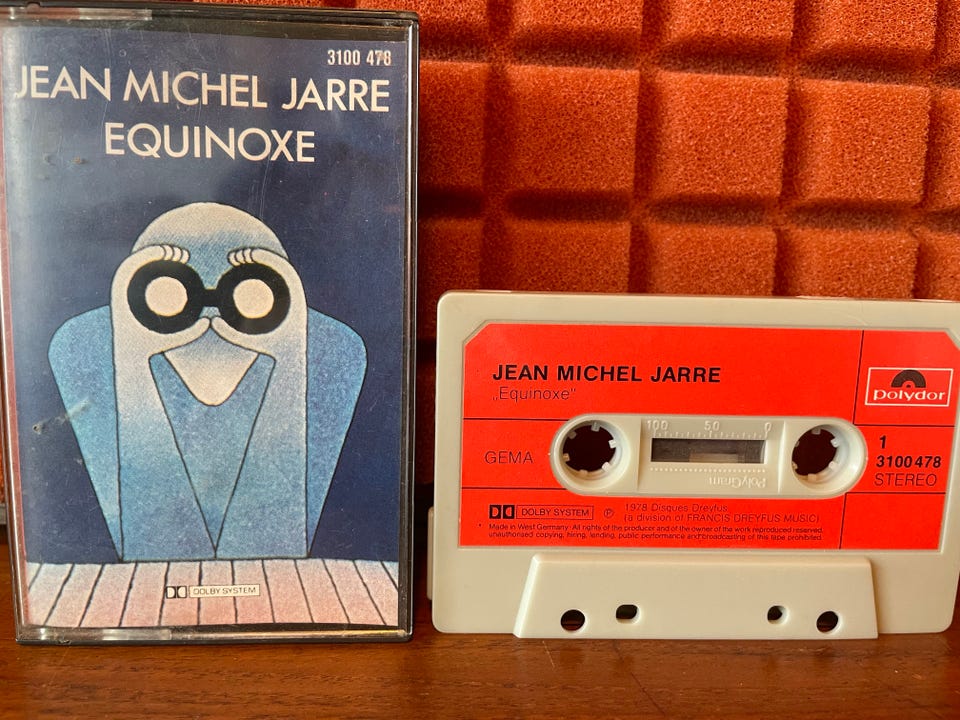 3100 478
JEAN MICHEL JARRE
EQUINOXE
DOLBY SYSTEM
JEAN MICHEL JARRE
„Equinoxe"
polydor
GEMA
100 50 0
PolyGram
1
3100 478
STEREO
DOLBY SYSTEM
℗ 1978 Disques Dreyfus
(a division of FRANCIS DREYFUS MUSIC)
Made in West Germany · All rights of the producer and of the owner of the work reproduced reserved.
unauthorised copying, hiring, lending, public performance and broadcasting of this tape prohibited.